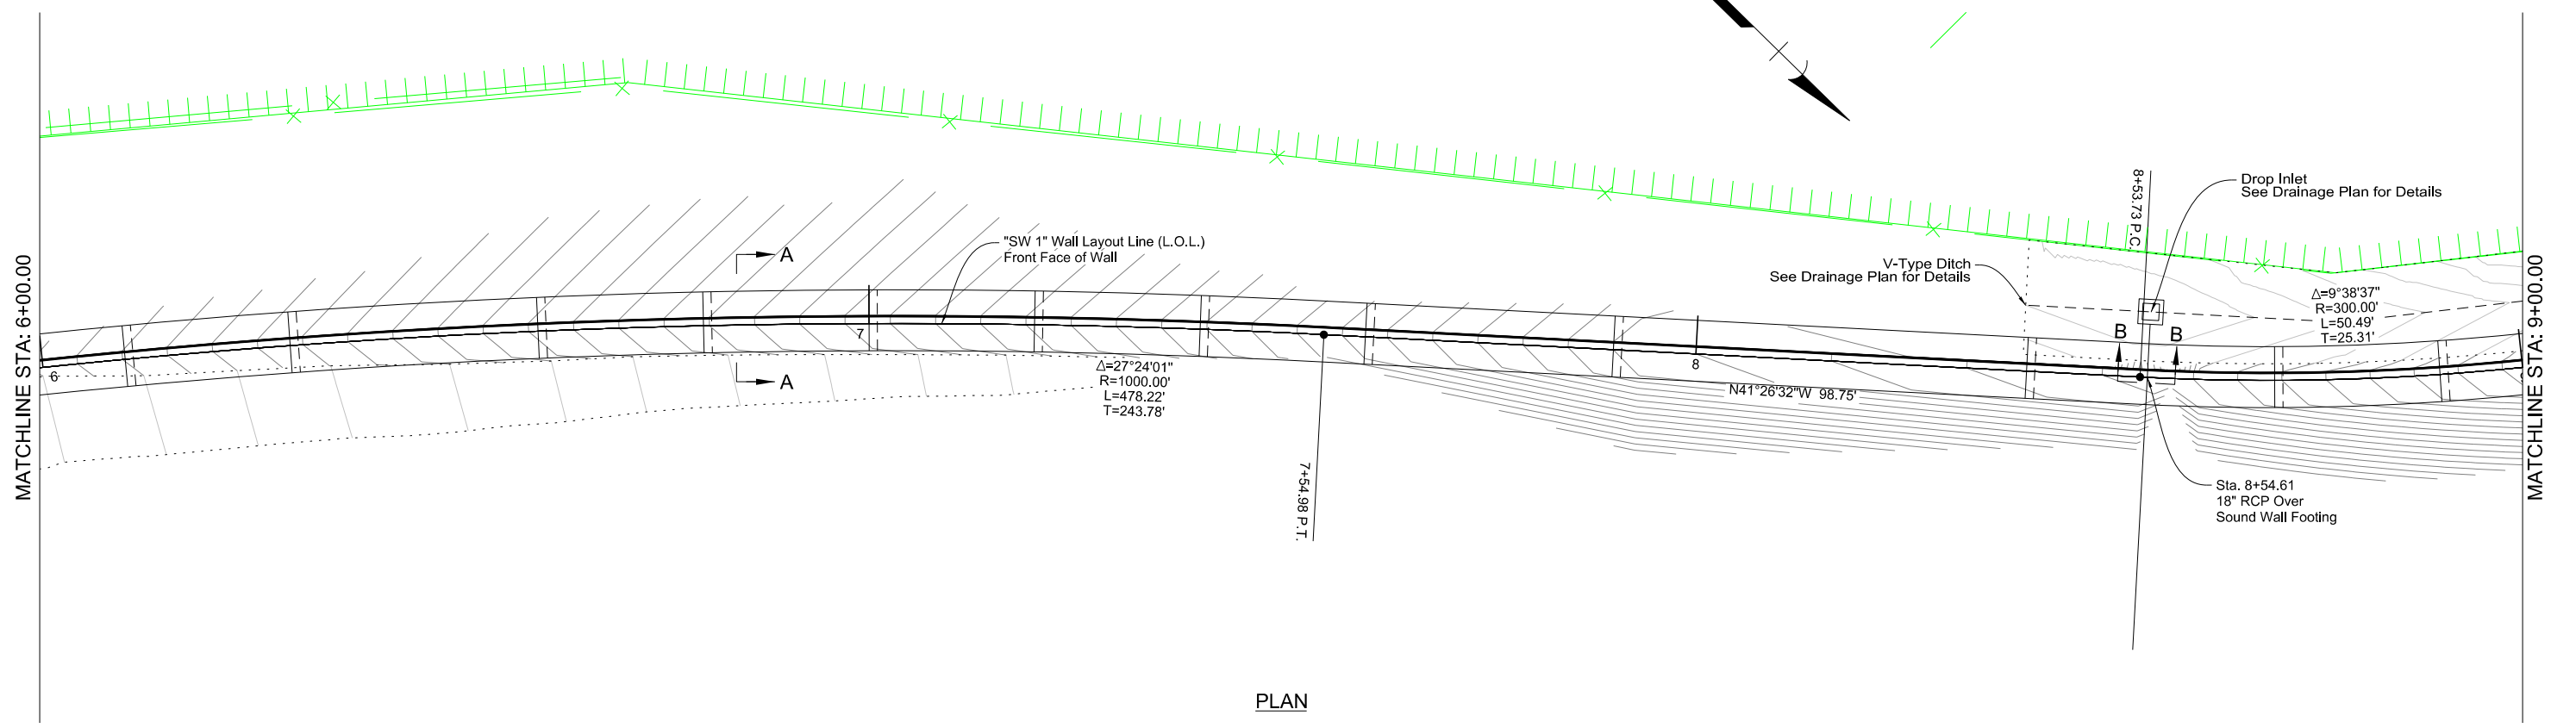 MATCHLINE STA: 6+00.00
6
A
A
"SW 1" Wall Layout Line (L.O.L.)
Front Face of Wall
7
Δ=27°24'01"
R=1000.00'
L=478.22'
T=243.78'
7+54.98 P.T.
8
N41°26'32"W 98.75'
V-Type Ditch
See Drainage Plan for Details
8+53.73 P.C.
Drop Inlet
See Drainage Plan for Details
B
B
Δ=9°38'37"
R=300.00'
L=50.49'
T=25.31'
Sta. 8+54.61
18" RCP Over
Sound Wall Footing
MATCHLINE STA: 9+00.00
PLAN